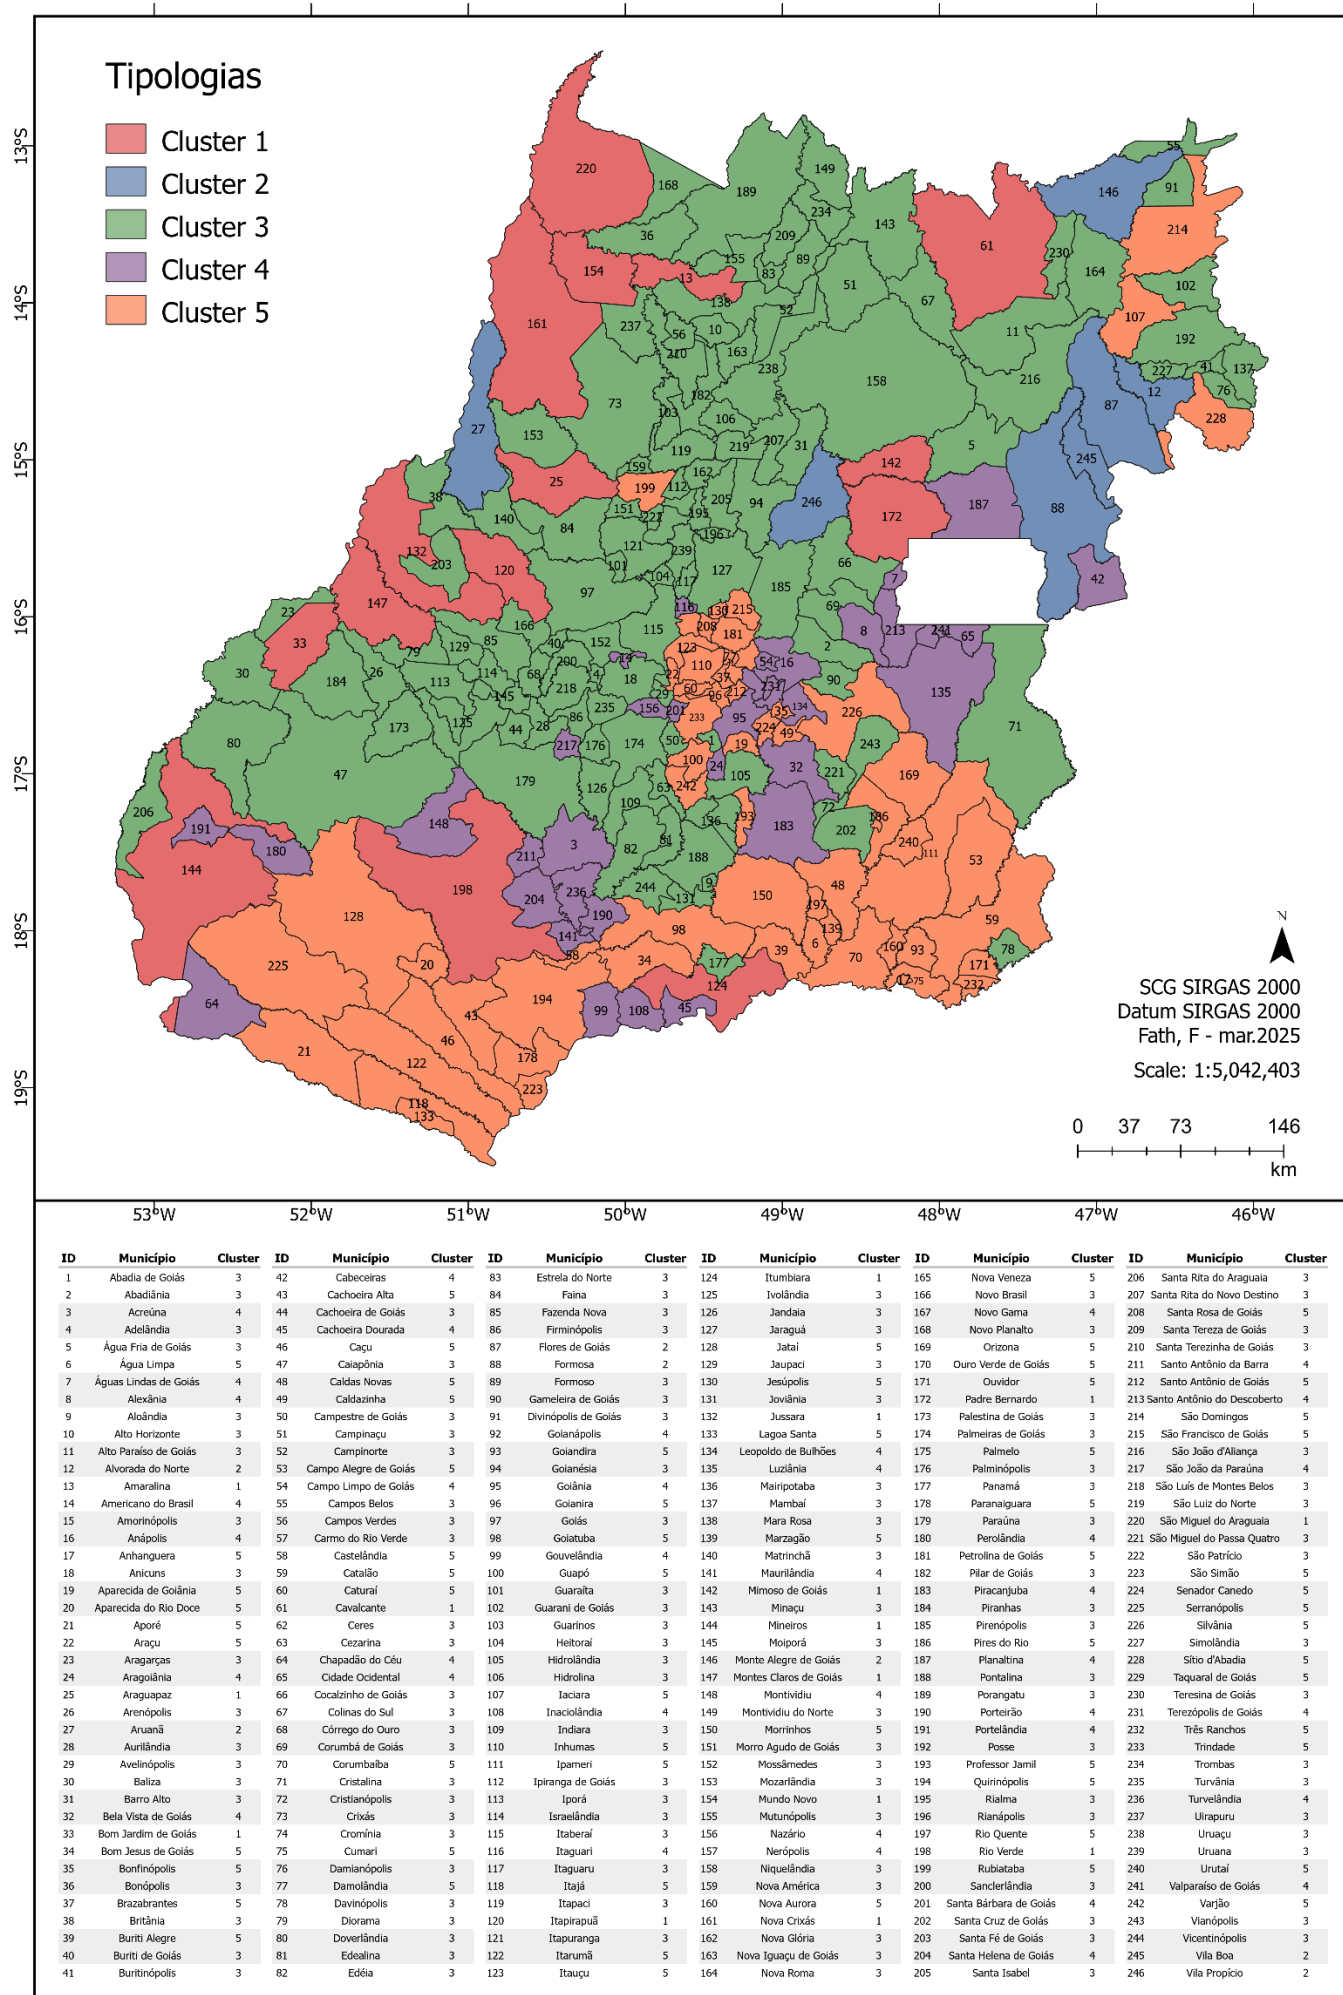 Tipologias
Cluster 1
Cluster 2
Cluster 3
Cluster 4
Cluster 5
13°S
14°S
15°S
16°S
17°S
18°S
19°S
N
SCG SIRGAS 2000
Datum SIRGAS 2000
Fath, F - mar.2025
Scale: 1:5,042,403
0 37 73 146
km
53°W 52°W 51°W 50°W 49°W 48°W 47°W 46°W
ID Município Cluster ID Município Cluster ID Município Cluster ID Município Cluster ID Município Cluster ID Município Cluster
1 Abadia de Goiás 3 42 Cabeceiras 4 83 Estrela do Norte 3 124 Itumbiara 1 165 Nova Veneza 5 206 Santa Rita do Araguaia 3
2 Abadiânia 3 43 Cachoeira Alta 5 84 Faina 3 125 Ivolândia 3 166 Novo Brasil 3 207 Santa Rita do Novo Destino 3
3 Acreúna 4 44 Cachoeira de Goiás 3 85 Fazenda Nova 3 126 Jandaia 3 167 Novo Gama 4 208 Santa Rosa de Goiás 5
4 Adelândia 3 45 Cachoeira Dourada 4 86 Firminópolis 3 127 Jaraguá 3 168 Novo Planalto 3 209 Santa Tereza de Goiás 3
5 Água Fria de Goiás 3 46 Caçu 5 87 Flores de Goiás 2 128 Jataí 5 169 Orizona 5 210 Santa Terezinha de Goiás 3
6 Água Limpa 5 47 Caiapônia 3 88 Formosa 2 129 Jaupaci 3 170 Ouro Verde de Goiás 5 211 Santo Antônio da Barra 4
7 Águas Lindas de Goiás 4 48 Caldas Novas 5 89 Formoso 3 130 Jesúpolis 5 171 Ouvidor 5 212 Santo Antônio de Goiás 5
8 Alexânia 4 49 Caldazinha 5 90 Gameleira de Goiás 3 131 Joviânia 3 172 Padre Bernardo 1 213 Santo Antônio do Descoberto 4
9 Aloândia 3 50 Campestre de Goiás 3 91 Divinópolis de Goiás 3 132 Jussara 1 173 Palestina de Goiás 3 214 São Domingos 5
10 Alto Horizonte 3 51 Campinaçu 3 92 Goianápolis 4 133 Lagoa Santa 5 174 Palmeiras de Goiás 3 215 São Francisco de Goiás 5
11 Alto Paraíso de Goiás 3 52 Campinorte 3 93 Goiandira 5 134 Leopoldo de Bulhões 4 175 Palmelo 5 216 São João d'Aliança 3
12 Alvorada do Norte 2 53 Campo Alegre de Goiás 5 94 Goianésia 3 135 Luziânia 4 176 Palminópolis 3 217 São João da Paraúna 4
13 Amaralina 1 54 Campo Limpo de Goiás 4 95 Goiânia 4 136 Mairipotaba 3 177 Panamá 3 218 São Luís de Montes Belos 3
14 Americano do Brasil 4 55 Campos Belos 3 96 Goianira 5 137 Mambaí 3 178 Paranaiguara 5 219 São Luiz do Norte 3
15 Amorinópolis 3 56 Campos Verdes 3 97 Goiás 3 138 Mara Rosa 3 179 Paraúna 3 220 São Miguel do Araguaia 1
16 Anápolis 4 57 Carmo do Rio Verde 3 98 Goiatuba 5 139 Marzagão 5 180 Perolândia 4 221 São Miguel do Passa Quatro 3
17 Anhanguera 5 58 Castelândia 5 99 Gouvelândia 4 140 Matrinchã 3 181 Petrolina de Goiás 5 222 São Patrício 3
18 Anicuns 3 59 Catalão 5 100 Guapó 5 141 Maurilândia 4 182 Pilar de Goiás 3 223 São Simão 5
19 Aparecida de Goiânia 5 60 Caturaí 5 101 Guaraíta 3 142 Mimoso de Goiás 1 183 Piracanjuba 4 224 Senador Canedo 5
20 Aparecida do Rio Doce 5 61 Cavalcante 1 102 Guarani de Goiás 3 143 Minaçu 3 184 Piranhas 3 225 Serranópolis 5
21 Aporé 5 62 Ceres 3 103 Guarinos 3 144 Mineiros 1 185 Pirenópolis 3 226 Silvânia 5
22 Araçu 5 63 Cezarina 3 104 Heitoraí 3 145 Moiporá 3 186 Pires do Rio 5 227 Simolândia 3
23 Aragarças 3 64 Chapadão do Céu 4 105 Hidrolândia 3 146 Monte Alegre de Goiás 2 187 Planaltina 4 228 Sítio d'Abadia 5
24 Aragoiânia 4 65 Cidade Ocidental 4 106 Hidrolina 3 147 Montes Claros de Goiás 1 188 Pontalina 3 229 Taquaral de Goiás 5
25 Araguapaz 1 66 Cocalzinho de Goiás 3 107 Iaciara 5 148 Montividiu 4 189 Porangatu 3 230 Teresina de Goiás 3
26 Arenópolis 3 67 Colinas do Sul 3 108 Inaciolândia 4 149 Montividiu do Norte 3 190 Porteirão 4 231 Terezópolis de Goiás 4
27 Aruanã 2 68 Córrego do Ouro 3 109 Indiara 3 150 Morrinhos 5 191 Portelândia 4 232 Três Ranchos 5
28 Aurilândia 3 69 Corumbá de Goiás 3 110 Inhumas 5 151 Morro Agudo de Goiás 3 192 Posse 3 233 Trindade 5
29 Avelinópolis 3 70 Corumbaíba 5 111 Ipameri 5 152 Mossâmedes 3 193 Professor Jamil 5 234 Trombas 3
30 Baliza 3 71 Cristalina 3 112 Ipiranga de Goiás 3 153 Mozarlândia 3 194 Quirinópolis 5 235 Turvânia 3
31 Barro Alto 3 72 Cristianópolis 3 113 Iporá 3 154 Mundo Novo 1 195 Rialma 3 236 Turvelândia 4
32 Bela Vista de Goiás 4 73 Crixás 3 114 Israelândia 3 155 Mutunópolis 3 196 Rianápolis 3 237 Uirapuru 3
33 Bom Jardim de Goiás 1 74 Cromínia 3 115 Itaberaí 3 156 Nazário 4 197 Rio Quente 5 238 Uruaçu 3
34 Bom Jesus de Goiás 5 75 Cumari 5 116 Itaguari 4 157 Nerópolis 4 198 Rio Verde 1 239 Uruana 3
35 Bonfinópolis 5 76 Damianópolis 3 117 Itaguaru 3 158 Niquelândia 3 199 Rubiataba 5 240 Urutaí 5
36 Bonópolis 3 77 Damolândia 5 118 Itajá 5 159 Nova América 3 200 Sanclerlândia 3 241 Valparaíso de Goiás 4
37 Brazabrantes 5 78 Davinópolis 3 119 Itapaci 3 160 Nova Aurora 5 201 Santa Bárbara de Goiás 4 242 Varjão 5
38 Britânia 3 79 Diorama 3 120 Itapirapuã 1 161 Nova Crixás 1 202 Santa Cruz de Goiás 3 243 Vianópolis 3
39 Buriti Alegre 5 80 Doverlândia 3 121 Itapuranga 3 162 Nova Glória 3 203 Santa Fé de Goiás 3 244 Vicentinópolis 3
40 Buriti de Goiás 3 81 Edealina 3 122 Itarumã 5 163 Nova Iguaçu de Goiás 3 204 Santa Helena de Goiás 4 245 Vila Boa 2
41 Buritinópolis 3 82 Edéia 3 123 Itauçu 5 164 Nova Roma 3 205 Santa Isabel 3 246 Vila Propício 2